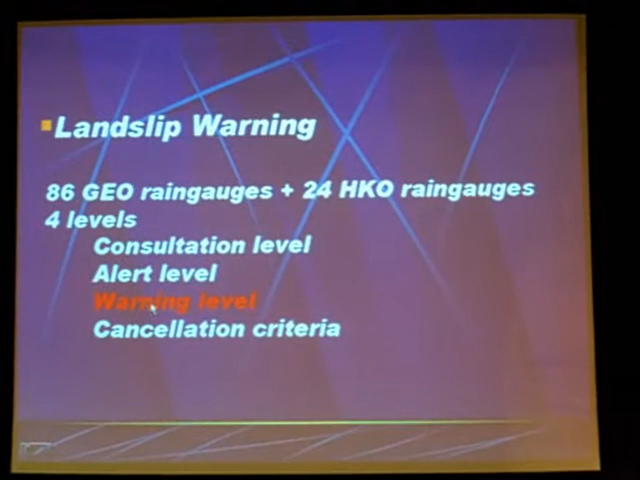 Landslip Warning
86 GEO raingauges + 24 HKO raingauges
4 levels
Consultation level
Alert level
Warning level
Cancellation criteria